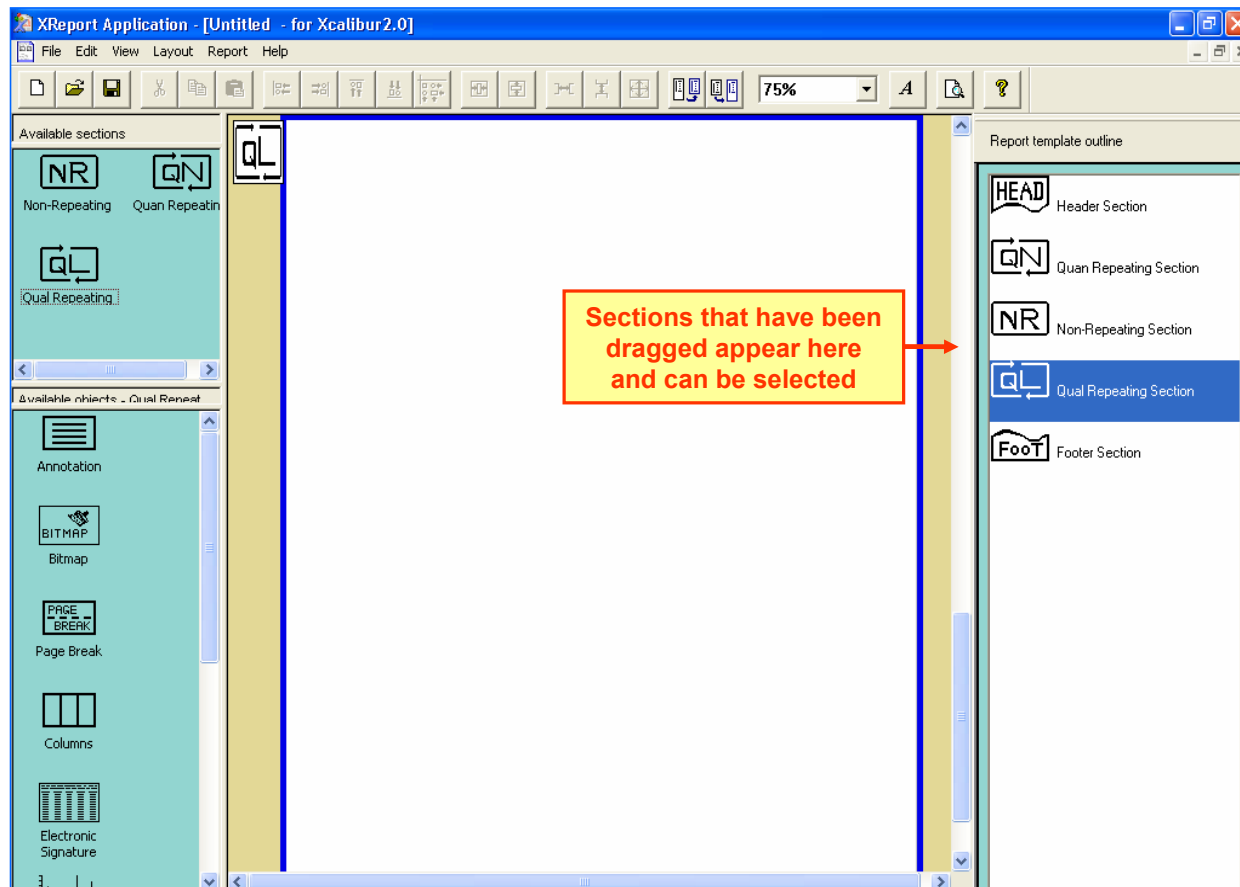 XReport Application - [Untitled - for Xcalibur2.0]
File Edit View Layout Report Help
75%
A
?
Available sections
NR
Non-Repeating
QN
Quan Repeatin
QL
Qual Repeating
Available objects - Qual Repeat
Annotation
BITMAP
Bitmap
PAGE
BREAK
Page Break
Columns
Electronic
Signature
QL
Sections that have been
dragged appear here
and can be selected
Report template outline
HEAD
Header Section
QN
Quan Repeating Section
NR
Non-Repeating Section
QL
Qual Repeating Section
FooT
Footer Section